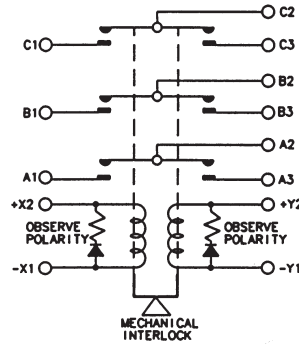 C2
C1
C3
B2
B1
B3
A2
A1
A3
+X2
+Y2
OBSERVE
POLARITY
OBSERVE
POLARITY
-X1
-Y1
MECHANICAL
INTERLOCK